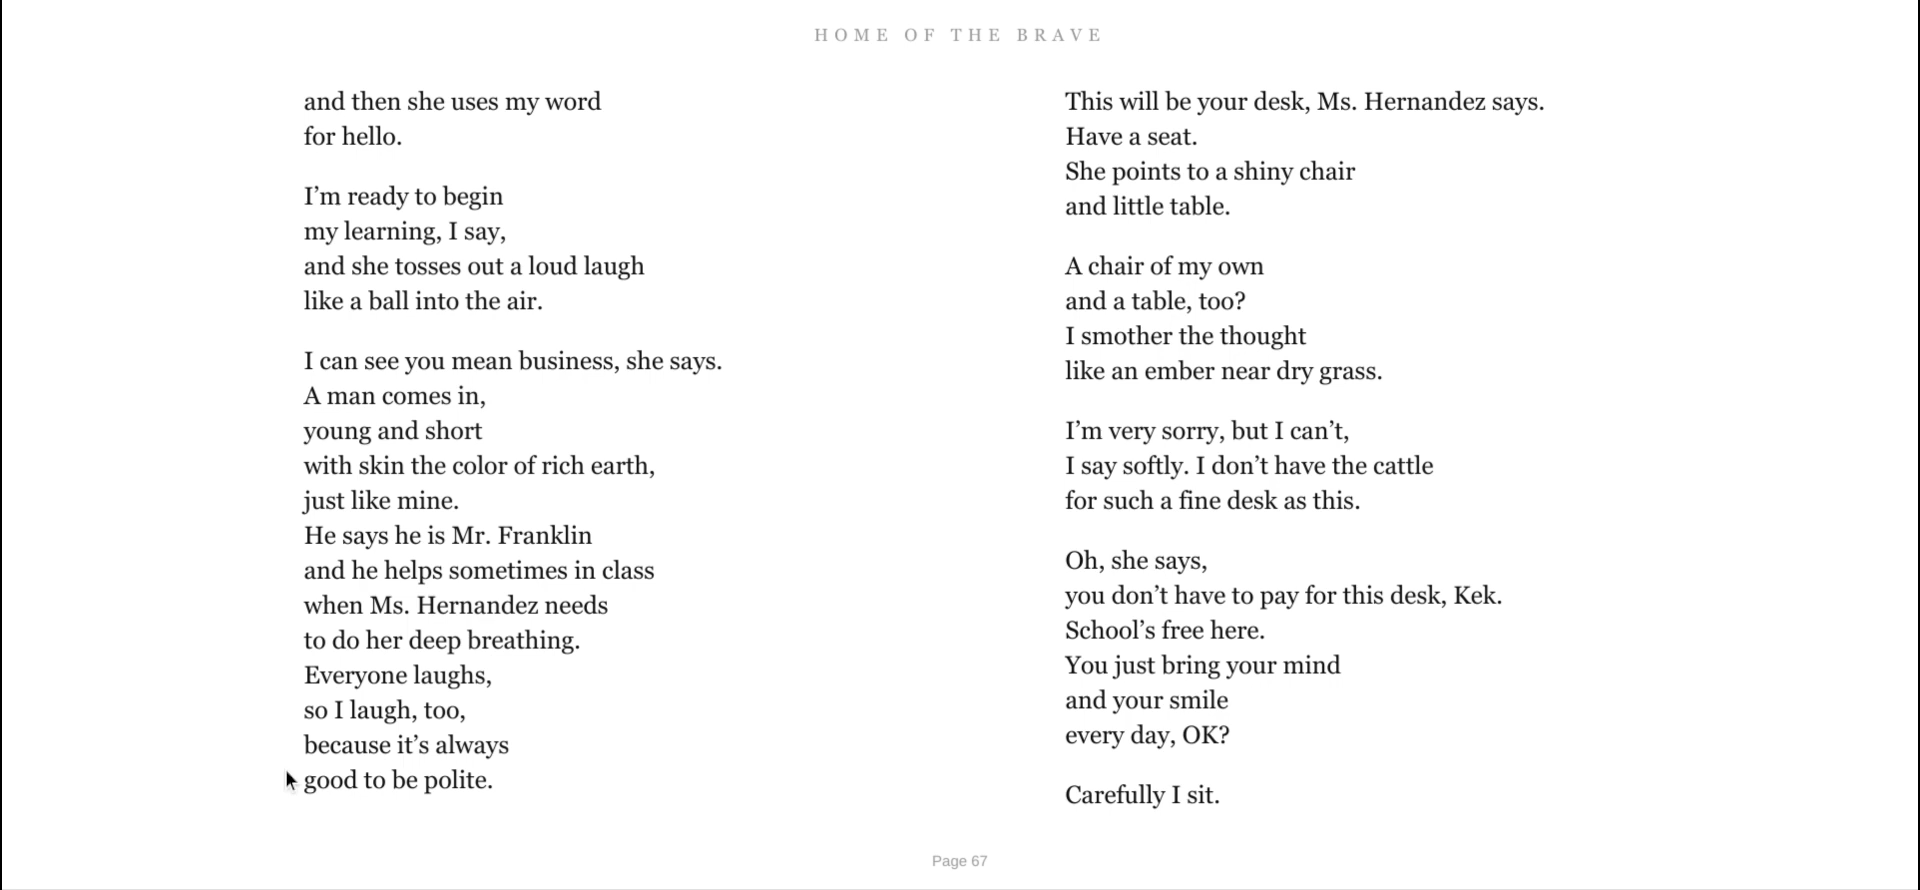 HOME OF THE BRAVE
and then she uses my word
for hello.
I’m ready to begin
my learning, I say,
and she tosses out a loud laugh
like a ball into the air.
I can see you mean business, she says.
A man comes in,
young and short
with skin the color of rich earth,
just like mine.
He says he is Mr. Franklin
and he helps sometimes in class
when Ms. Hernandez needs
to do her deep breathing.
Everyone laughs,
so I laugh, too,
because it’s always
good to be polite.
This will be your desk, Ms. Hernandez says.
Have a seat.
She points to a shiny chair
and little table.
A chair of my own
and a table, too?
I smother the thought
like an ember near dry grass.
I’m very sorry, but I can’t,
I say softly. I don’t have the cattle
for such a fine desk as this.
Oh, she says,
you don’t have to pay for this desk, Kek.
School’s free here.
You just bring your mind
and your smile
every day, OK?
Carefully I sit.
Page 67